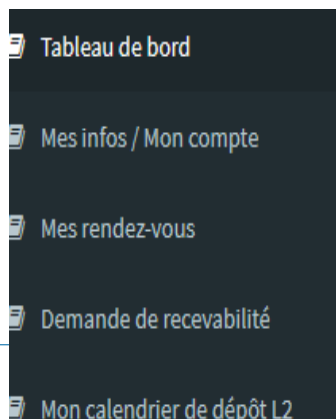 Tableau de bord
Mes infos / Mon compte
Mes rendez-vous
Demande de recevabilité
Mon calendrier de dépôt L2